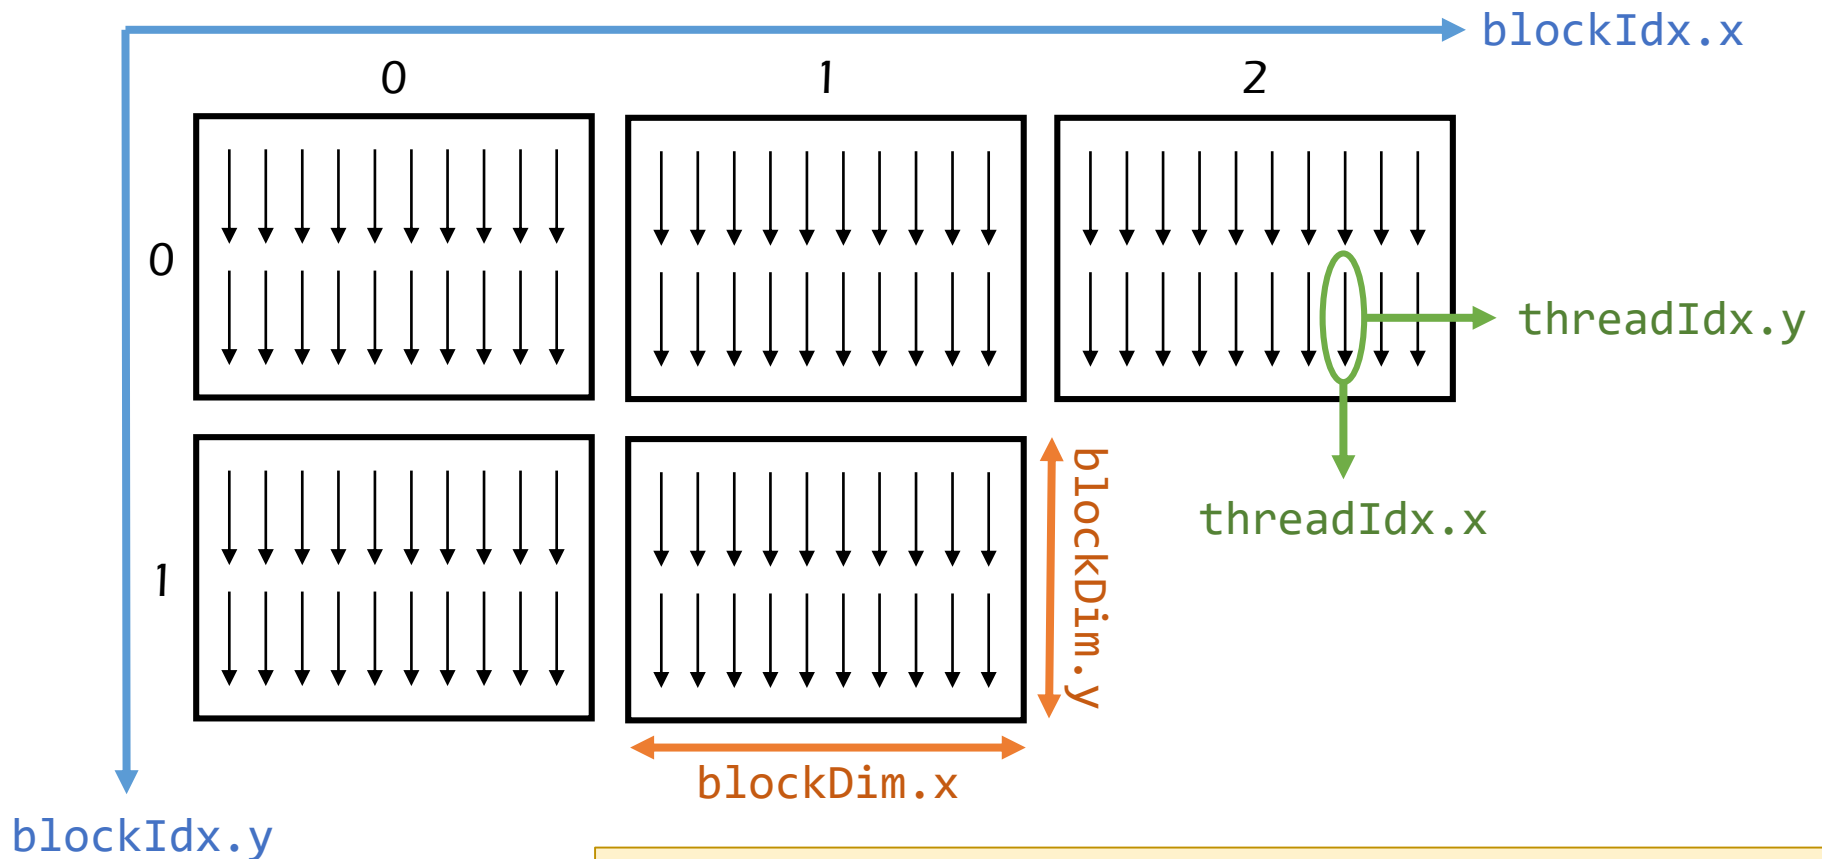 blockIdx.x
0 1 2
0
threadIdx.y
threadIdx.x
blockDim.y
1
blockDim.x
blockIdx.y